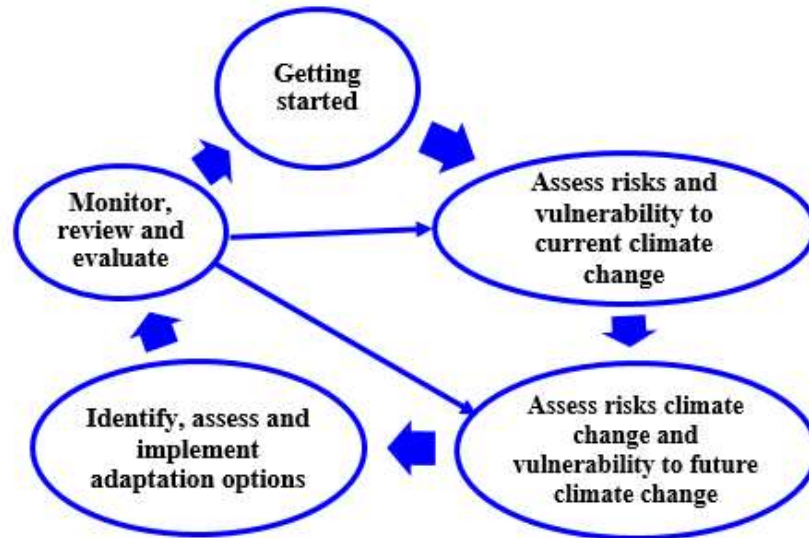 Getting
started
Assess risks and
vulnerability to
current climate
change
Assess risks climate
change and
vulnerability to future
climate change
Identify, assess and
implement
adaptation options
Monitor,
review and
evaluate